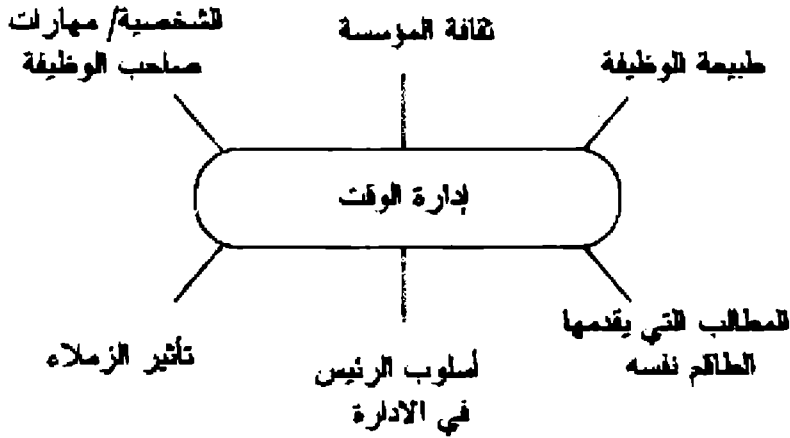 طبيعة الوظيفة
ثقافة المؤسسة
الشخصية/ مهارات
صاحب الوظيفة
إدارة الوقت
المطالب التي يقدمها
الطاقم نفسه
أسلوب الرئيس
في الادارة
تأثير الزملاء